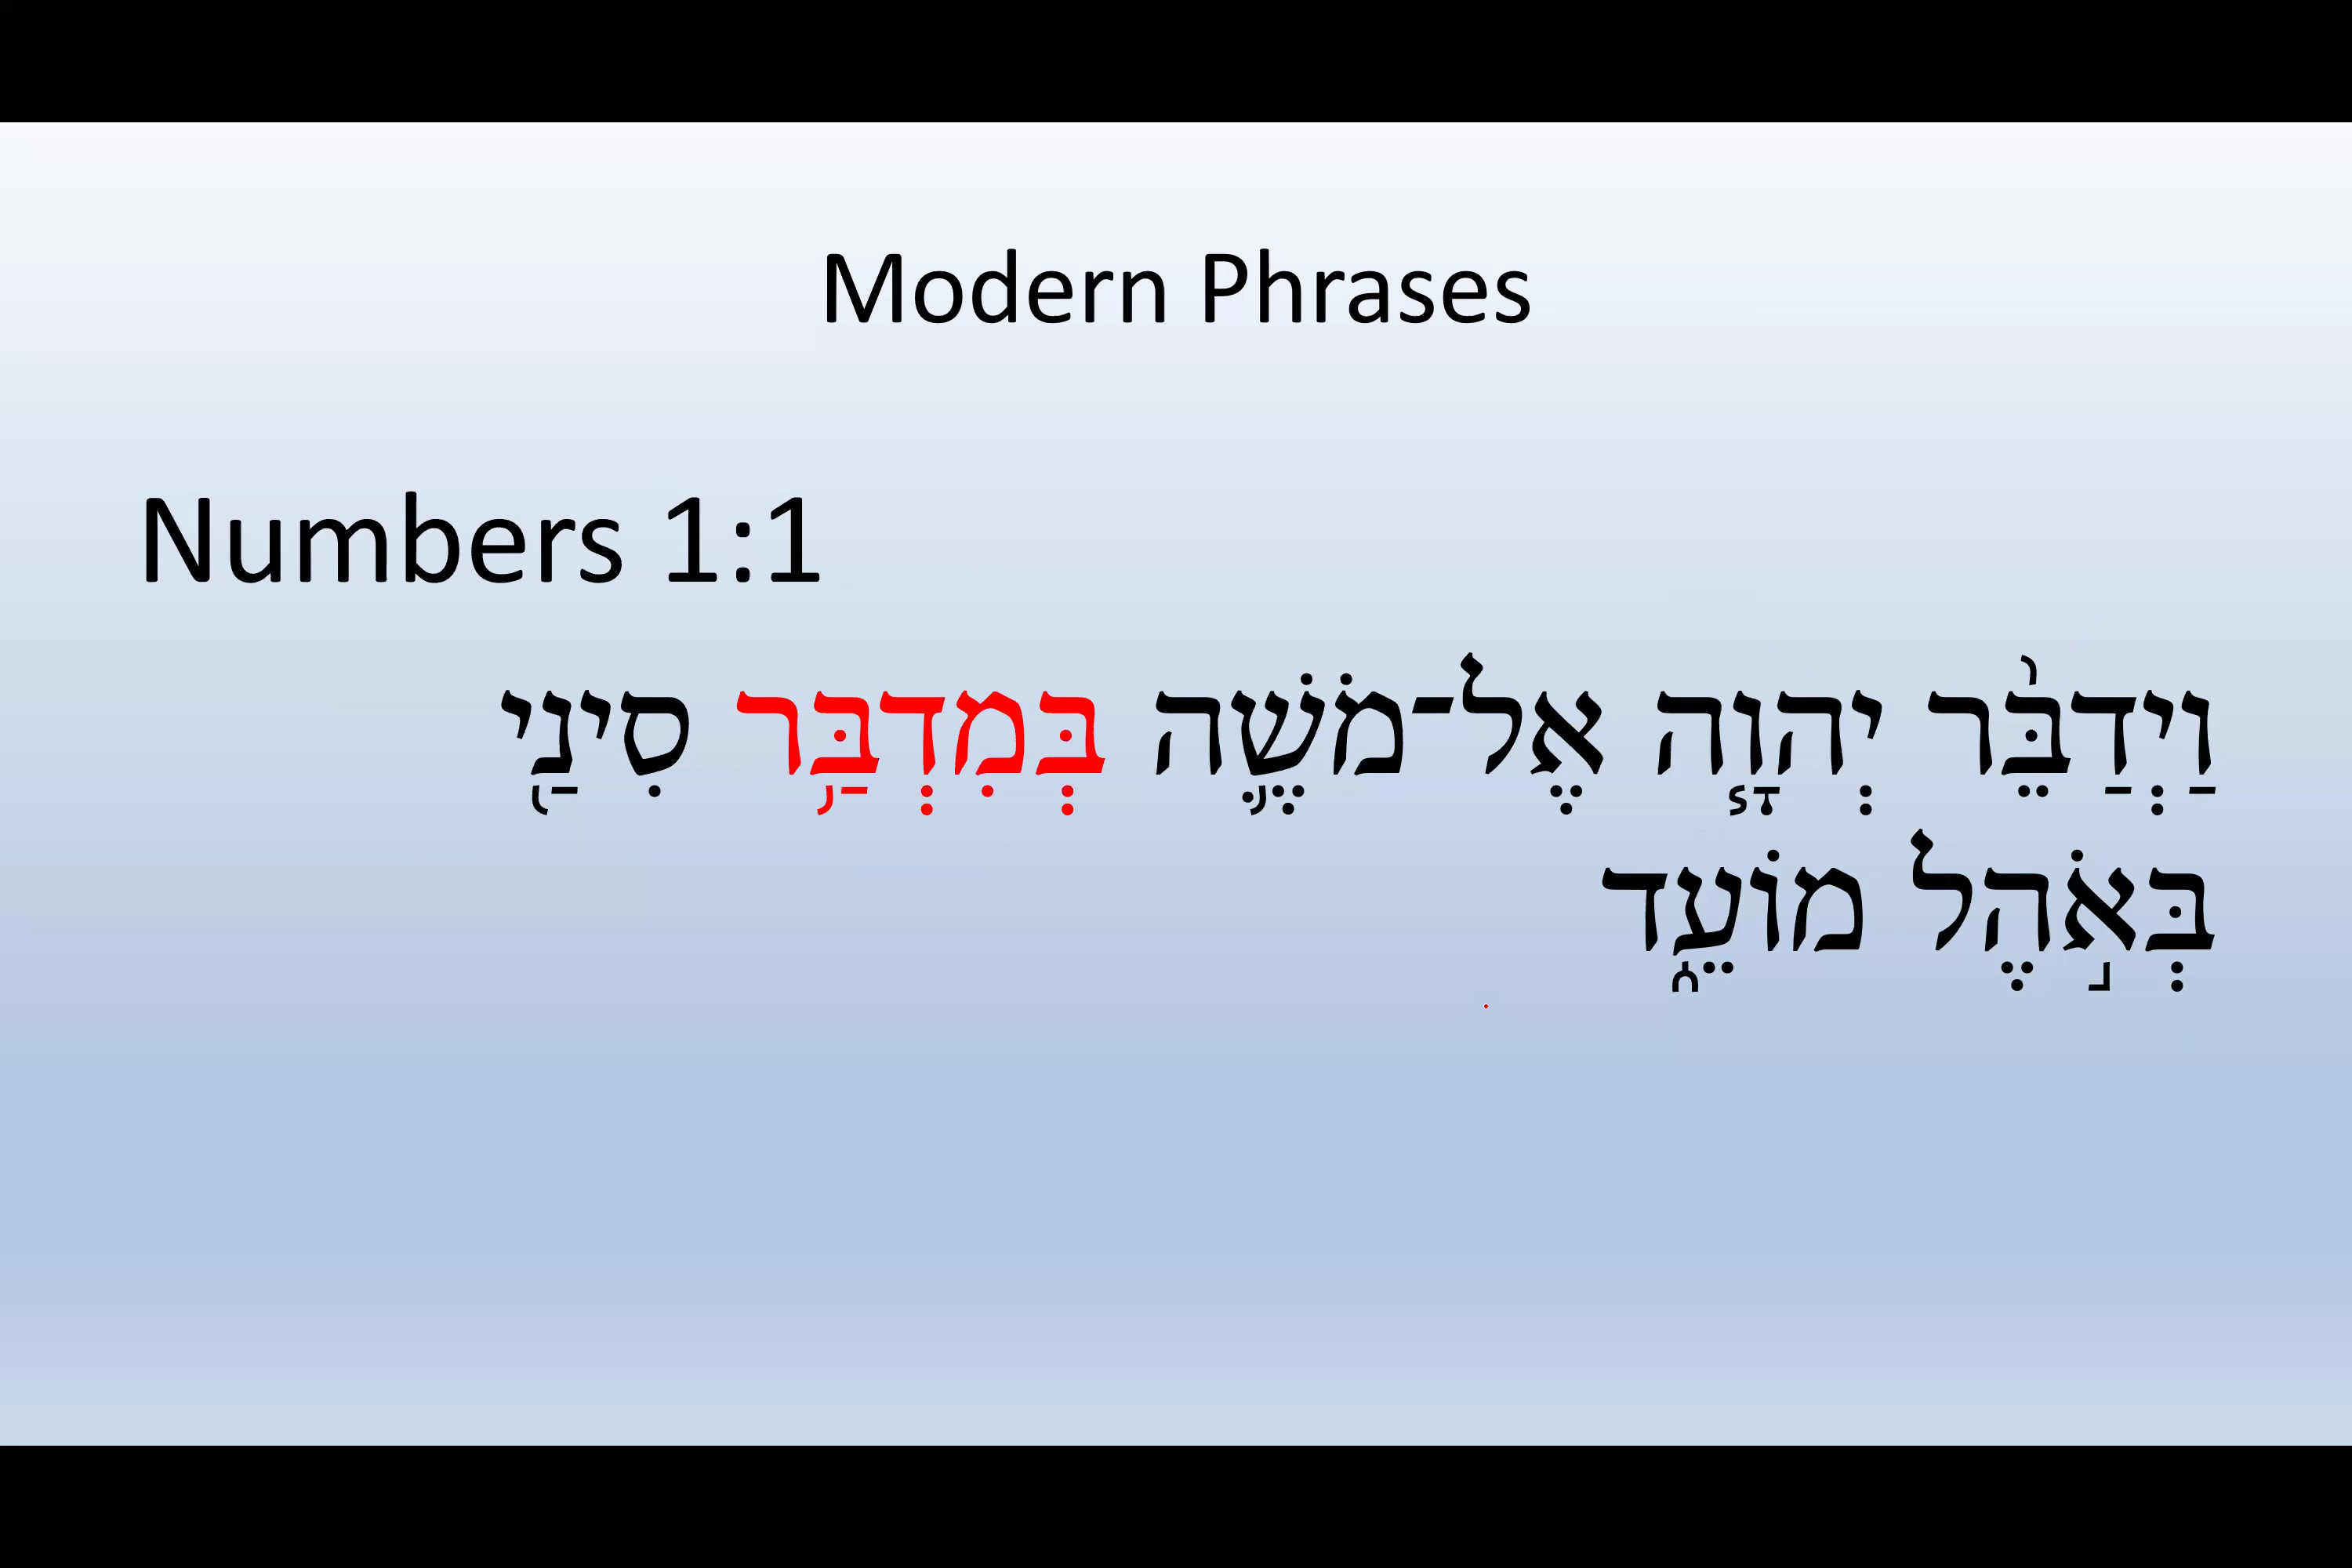 Modern Phrases
Numbers 1:1
וַיְדַבֵּ֨ר יְהוָ֧ה אֶל־מֹשֶׁ֛ה בְּמִדְבַּ֥ר סִינַ֖י
בְּאֹ֣הֶל מוֹעֵ֑ד